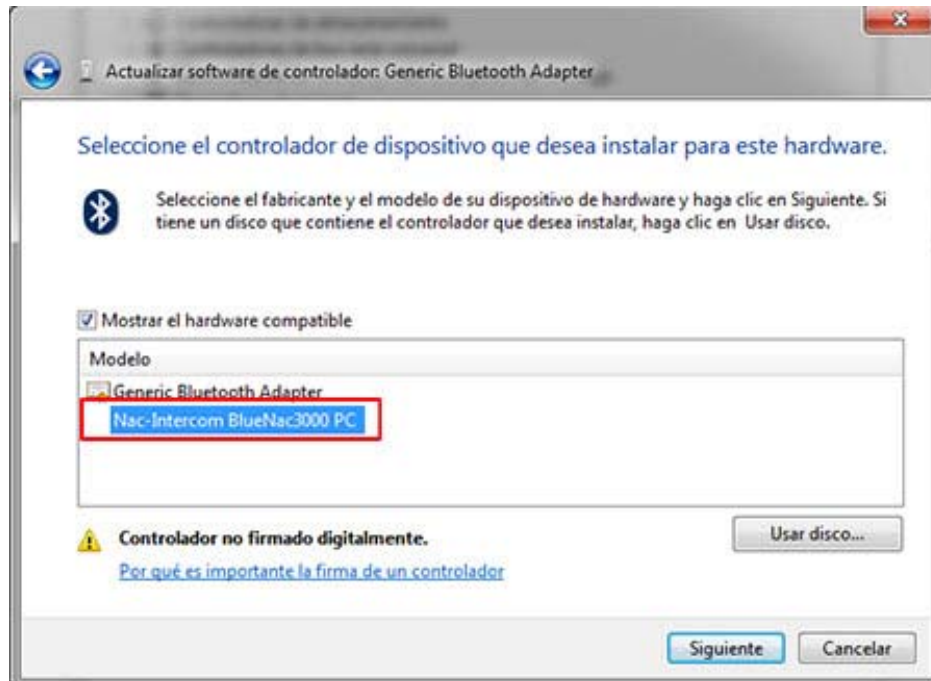 Actualizar software de controlador: Generic Bluetooth Adapter
Seleccione el controlador de dispositivo que desea instalar para este hardware.
Seleccione el fabricante y el modelo de su dispositivo de hardware y haga clic en Siguiente. Si
tiene un disco que contiene el controlador que desea instalar, haga clic en Usar disco.
Mostrar el hardware compatible
Modelo
Generic Bluetooth Adapter
Nac-Intercom BlueNac3000 PC
Controlador no firmado digitalmente.
Usar disco...
Por qué es importante la firma de un controlador
Siguiente
Cancelar